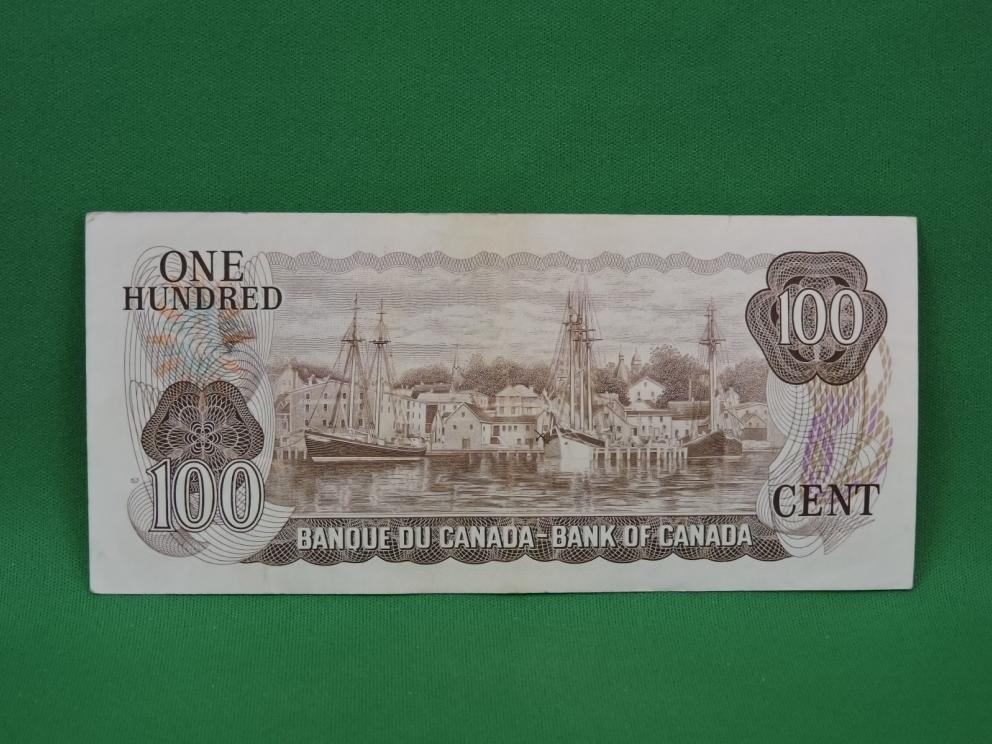 ONE
HUNDRED
100
100
CENT
BANQUE DU CANADA-BANK OF CANADA